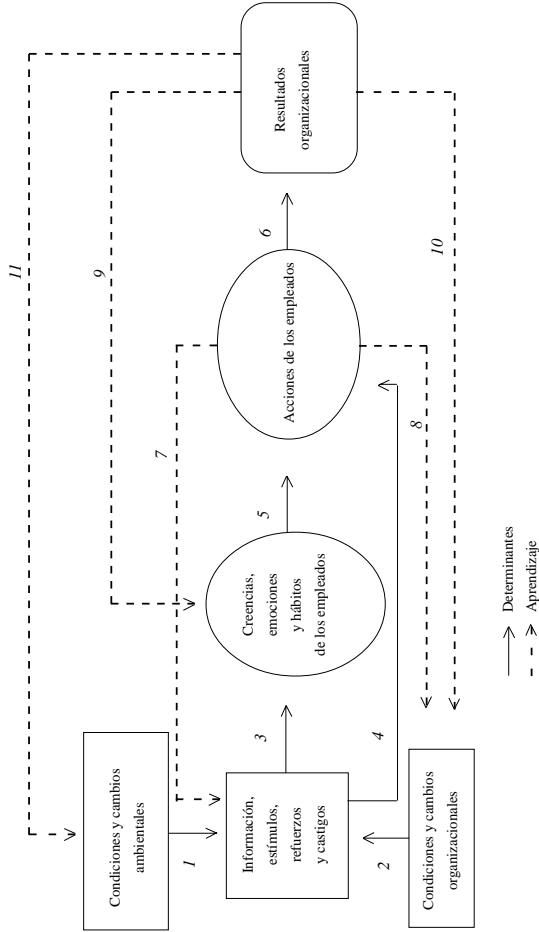 11
9
7
Condiciones y cambios
ambientales
1
Información,
estímulos,
refuerzos
y castigos
3
Creencias,
emociones
y hábitos
de los empleados
5
Acciones de los empleados
6
Resultados
organizacionales
2
4
8
10
Condiciones y cambios
organizacionales
Determinantes
Aprendizaje